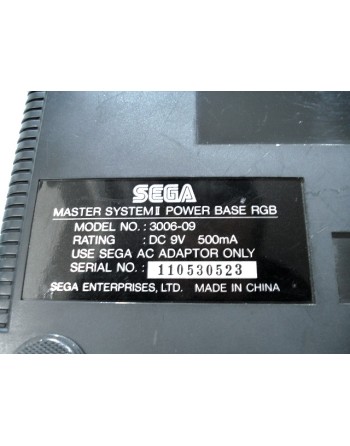 SEGA
MASTER SYSTEM II POWER BASE RGB
MODEL NO. : 3006-09
RATING : DC 9V 500mA
USE SEGA AC ADAPTOR ONLY
SERIAL NO. : 110530523
SEGA ENTERPRISES, LTD. MADE IN CHINA